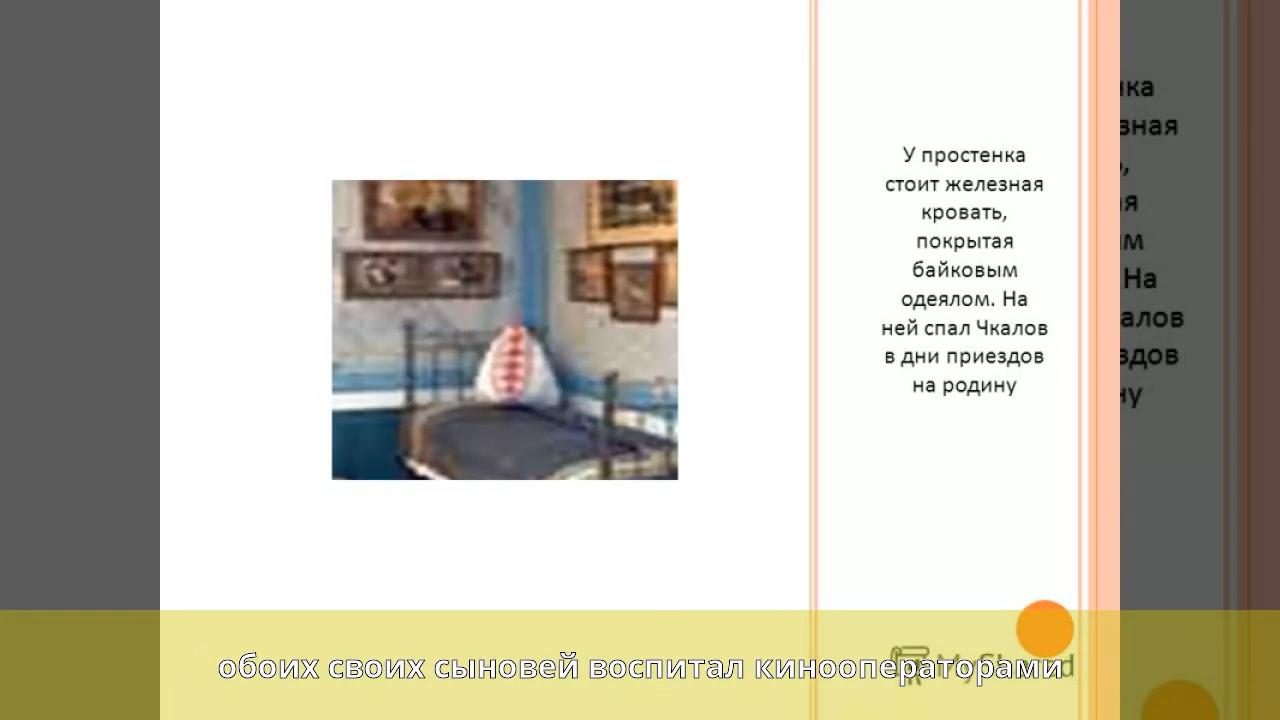 У простенка
стоит железная
кровать,
покрытая
байковым
одеялом. На
ней спал Чкалов
в дни приездов
на родину
обоих своих сыновей воспитал кинооператорами